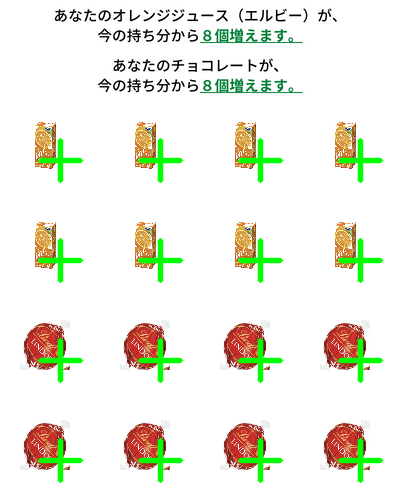 あなたのオレンジジュース（エルビー）が、
今の持ち分から８個増えます。
あなたのチョコレートが、
今の持ち分から８個増えます。